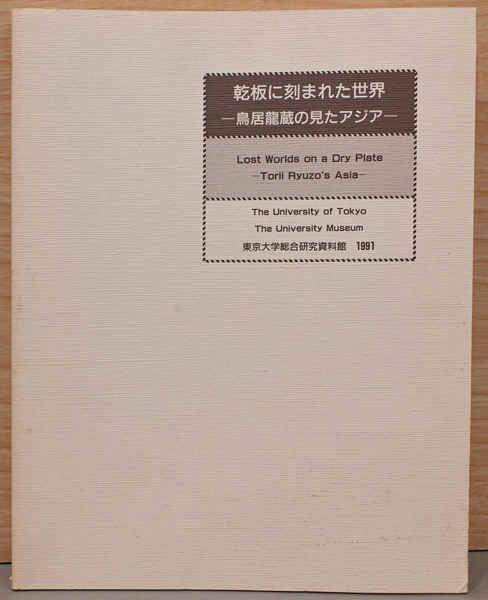 乾板に刻まれた世界
―鳥居龍蔵の見たアジア―
Lost Worlds on a Dry Plate
―Torii Ryuzo's Asia―
The University of Tokyo
The University Museum
東京大学総合研究資料館 1991